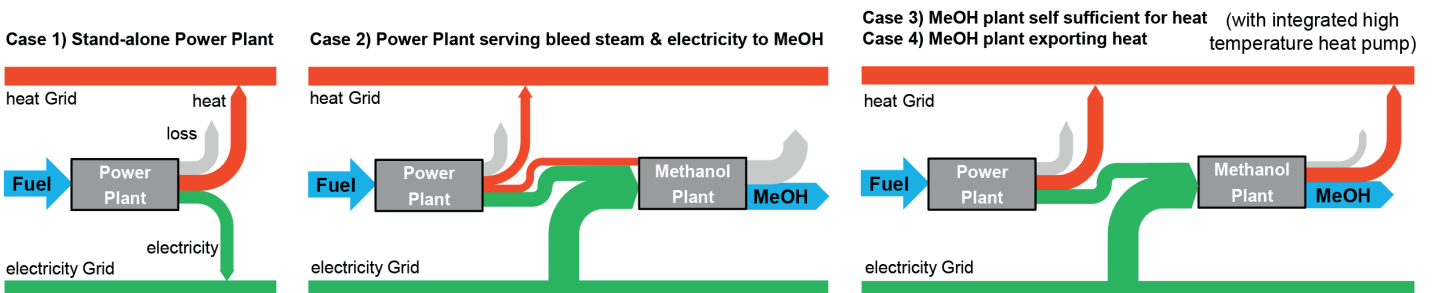 Case 1) Stand-alone Power Plant
heat Grid
heat
loss
Fuel
Power
Plant
electricity
electricity Grid
Case 2) Power Plant serving bleed steam & electricity to MeOH
heat Grid
Fuel
Power
Plant
Methanol
Plant
MeOH
electricity Grid
Case 3) MeOH plant self sufficient for heat
Case 4) MeOH plant exporting heat
(with integrated high
temperature heat pump)
heat Grid
Fuel
Power
Plant
Methanol
Plant
MeOH
electricity Grid